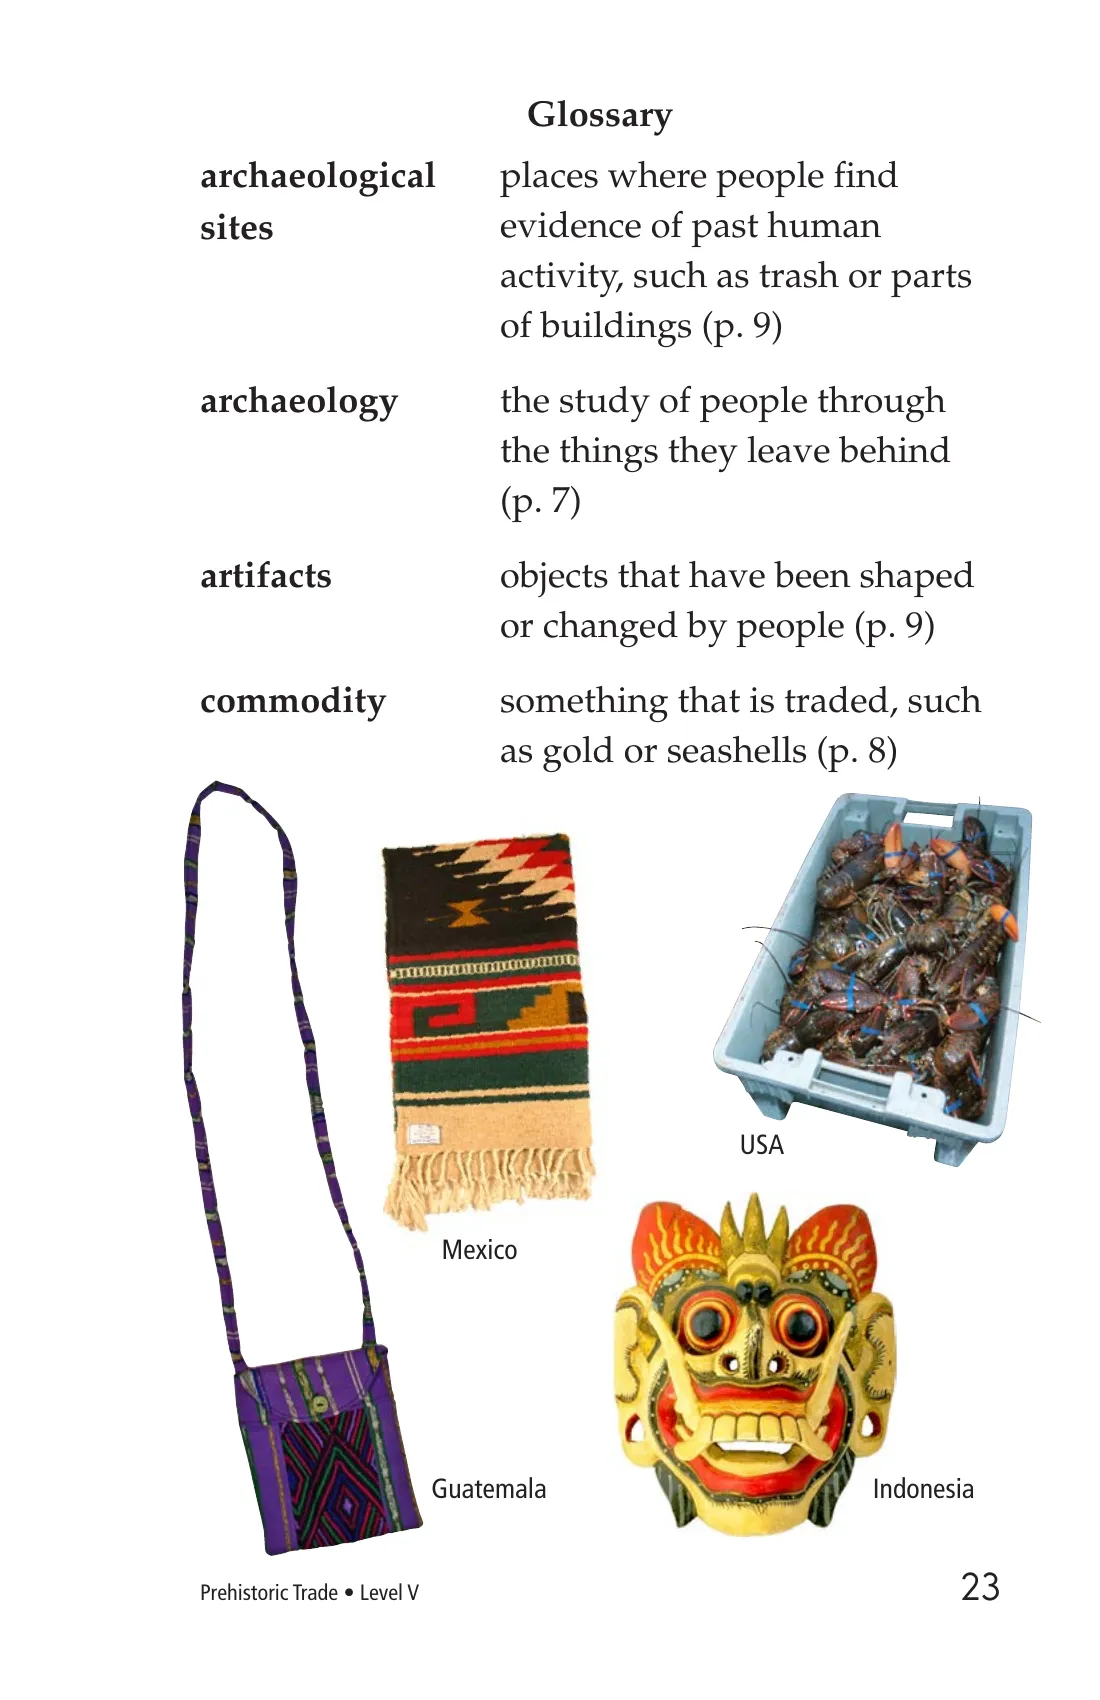 Glossary
archaeological
sites
places where people find
evidence of past human
activity, such as trash or parts
of buildings (p. 9)
archaeology
the study of people through
the things they leave behind
(p. 7)
artifacts
objects that have been shaped
or changed by people (p. 9)
commodity
something that is traded, such
as gold or seashells (p. 8)
USA
Mexico
Guatemala
Indonesia
Prehistoric Trade • Level V
23